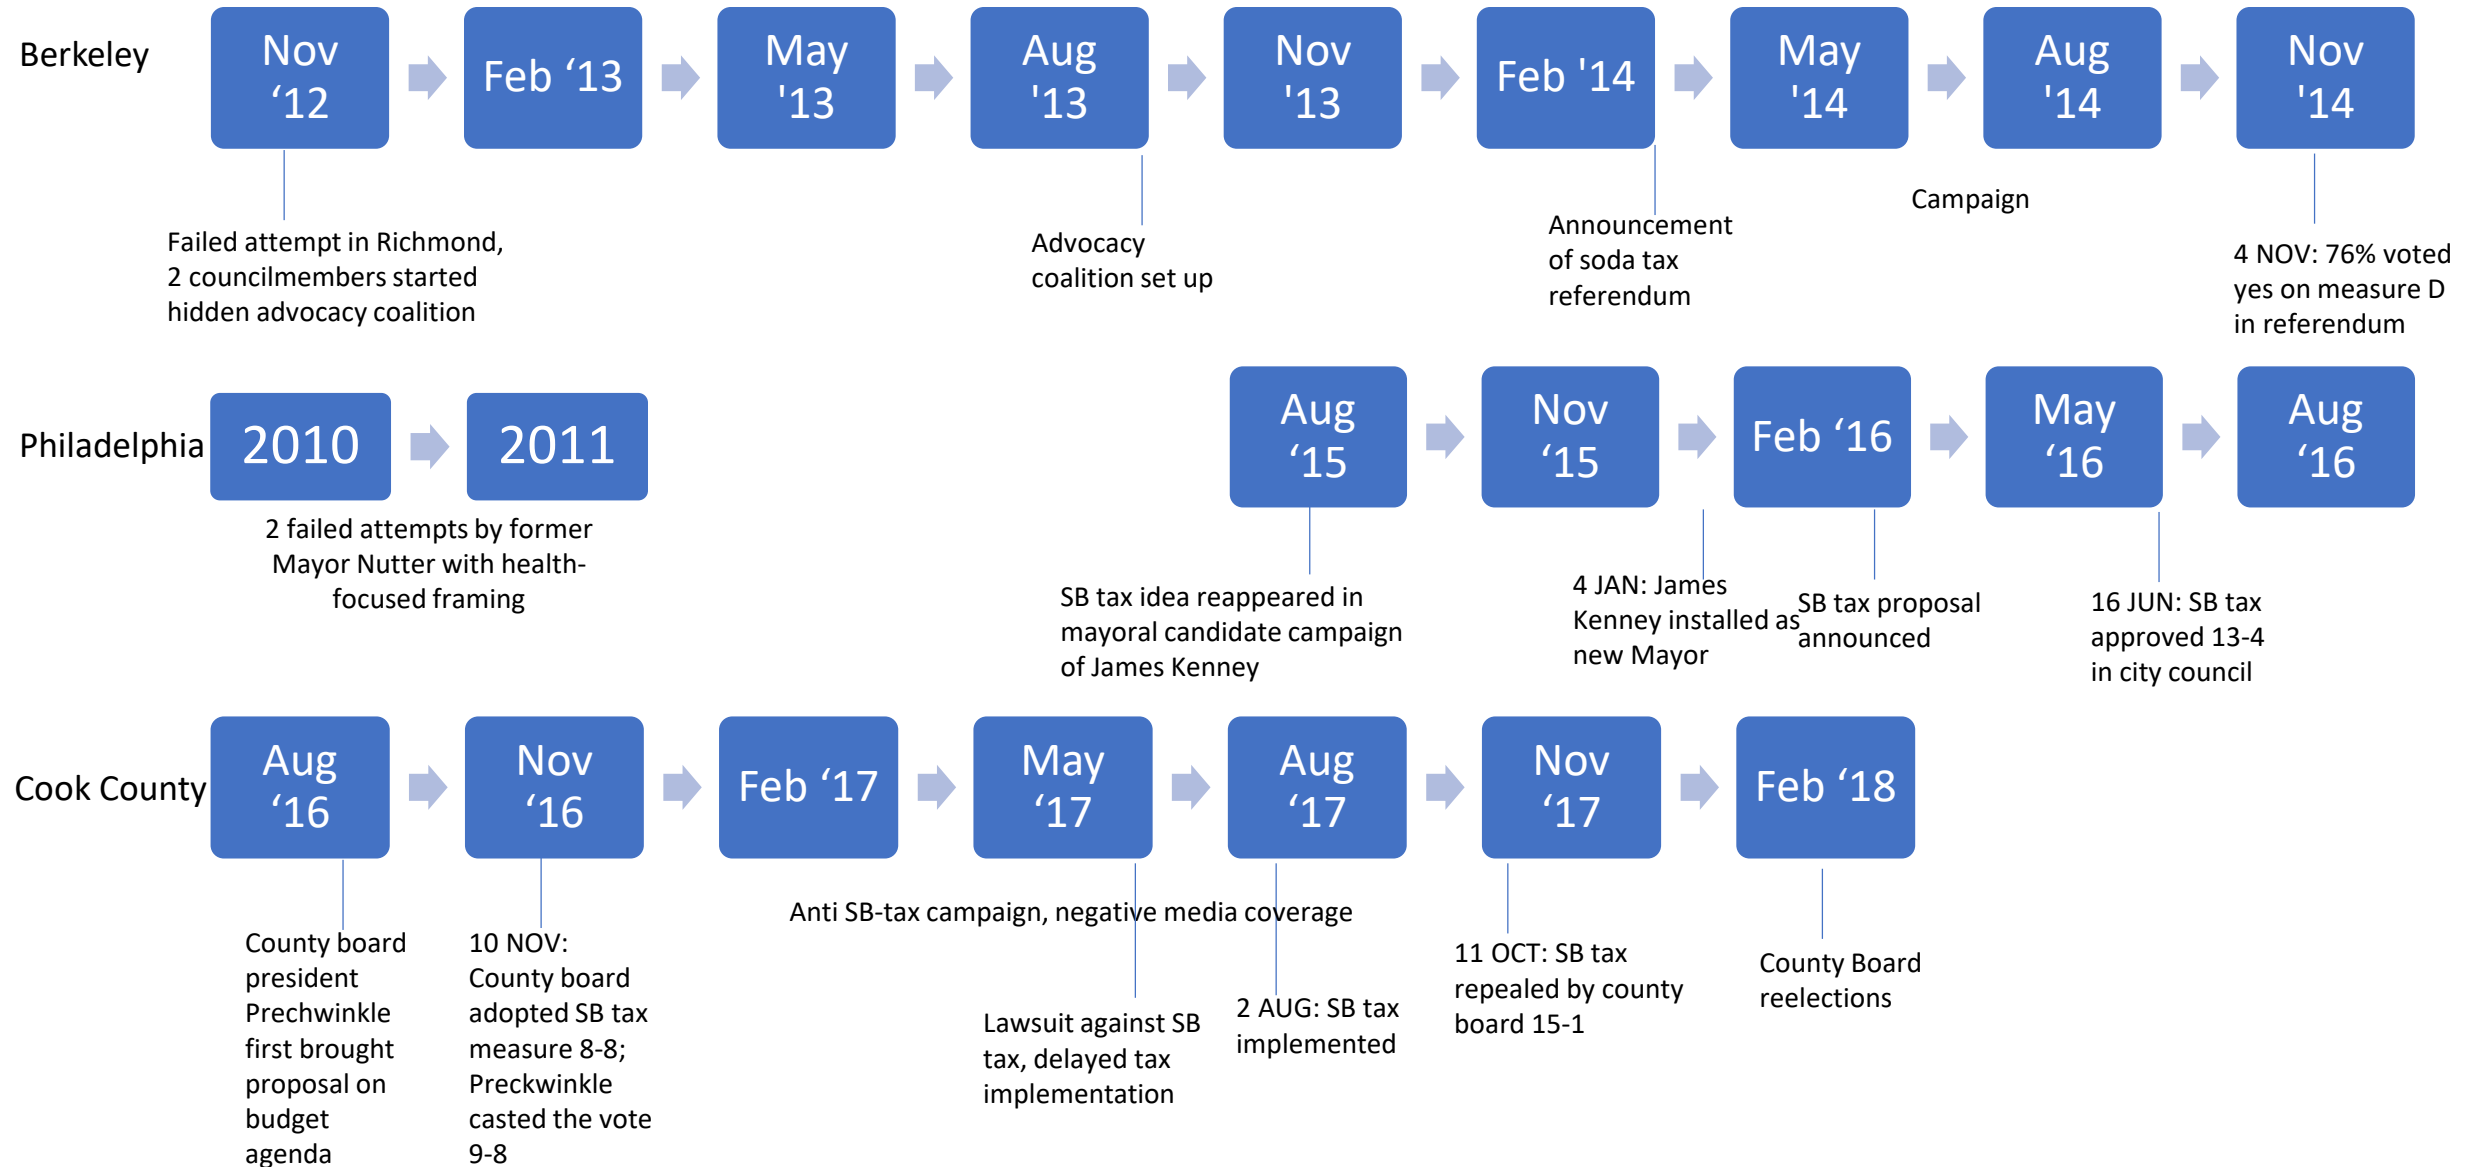 Berkeley
Nov
‘12
Feb ‘13
May
'13
Aug
'13
Nov
'13
Feb '14
May
'14
Aug
'14
Nov
'14
Failed attempt in Richmond,
2 councilmembers started
hidden advocacy coalition
Advocacy
coalition set up
Announcement
of soda tax
referendum
Campaign
4 NOV: 76% voted
yes on measure D
in referendum
Philadelphia
2010
2011
Aug
‘15
Nov
‘15
Feb ‘16
May
‘16
Aug
‘16
2 failed attempts by former
Mayor Nutter with health-
focused framing
SB tax idea reappeared in
mayoral candidate campaign
of James Kenney
4 JAN: James
Kenney installed as
new Mayor
SB tax proposal
announced
16 JUN: SB tax
approved 13-4
in city council
Cook County
Aug
‘16
Nov
‘16
Feb ‘17
May
‘17
Aug
‘17
Nov
‘17
Feb ‘18
County board
president
Prechwinkle
first brought
proposal on
budget
agenda
10 NOV:
County board
adopted SB tax
measure 8-8;
Preckwinkle
casted the vote
9-8
Anti SB-tax campaign, negative media coverage
Lawsuit against SB
tax, delayed tax
implementation
2 AUG: SB tax
implemented
11 OCT: SB tax
repealed by county
board 15-1
County Board
reelections